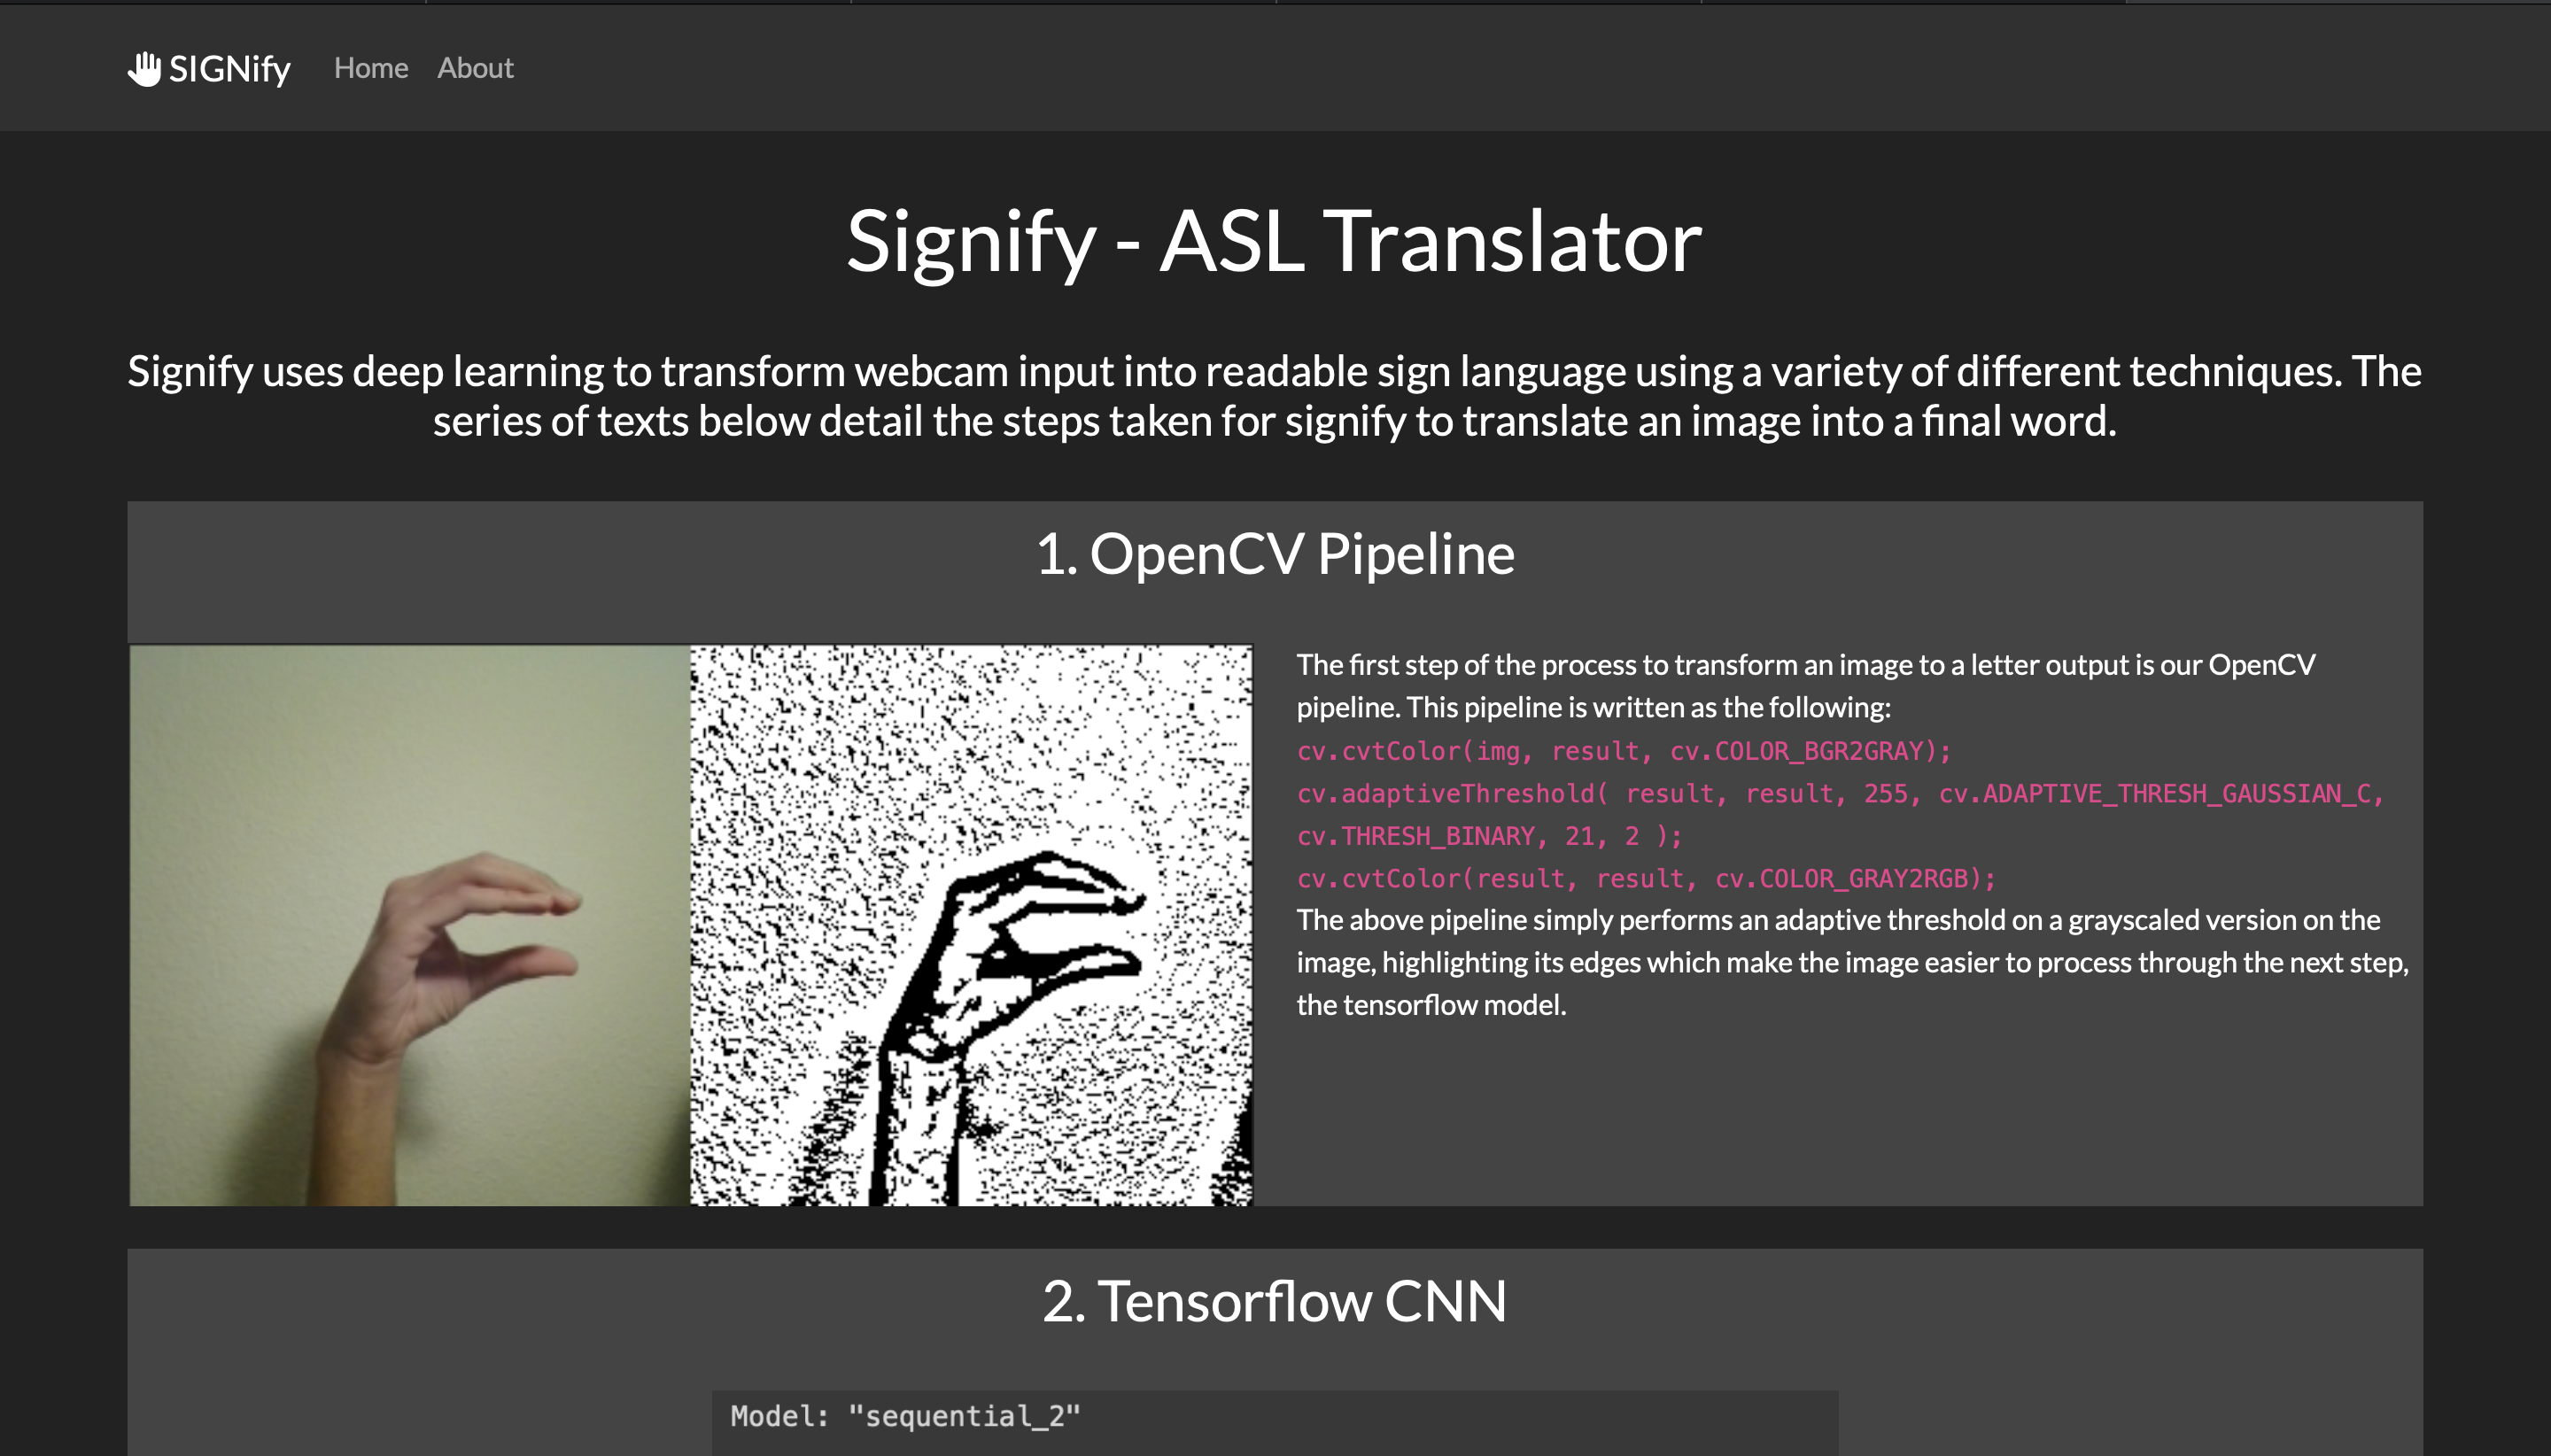 SIGNify Home About
Signify - ASL Translator
Signify uses deep learning to transform webcam input into readable sign language using a variety of different techniques. The
series of texts below detail the steps taken for signify to translate an image into a final word.
1. OpenCV Pipeline
The first step of the process to transform an image to a letter output is our OpenCV
pipeline. This pipeline is written as the following:
cv.cvtColor(img, result, cv.COLOR_BGR2GRAY);
cv.adaptiveThreshold( result, result, 255, cv.ADAPTIVE_THRESH_GAUSSIAN_C,
cv.THRESH_BINARY, 21, 2 );
cv.cvtColor(result, result, cv.COLOR_GRAY2RGB);
The above pipeline simply performs an adaptive threshold on a grayscaled version on the
image, highlighting its edges which make the image easier to process through the next step,
the tensorflow model.
2. Tensorflow CNN
Model: "sequential_2"